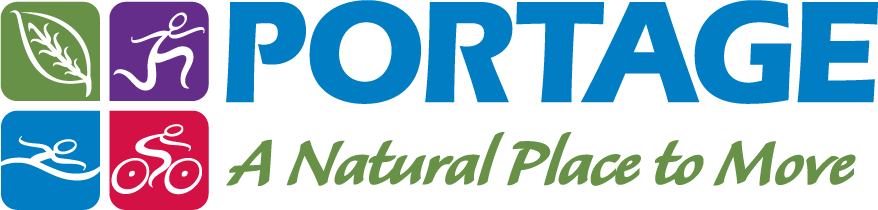 PORTAGE
A Natural Place to Move